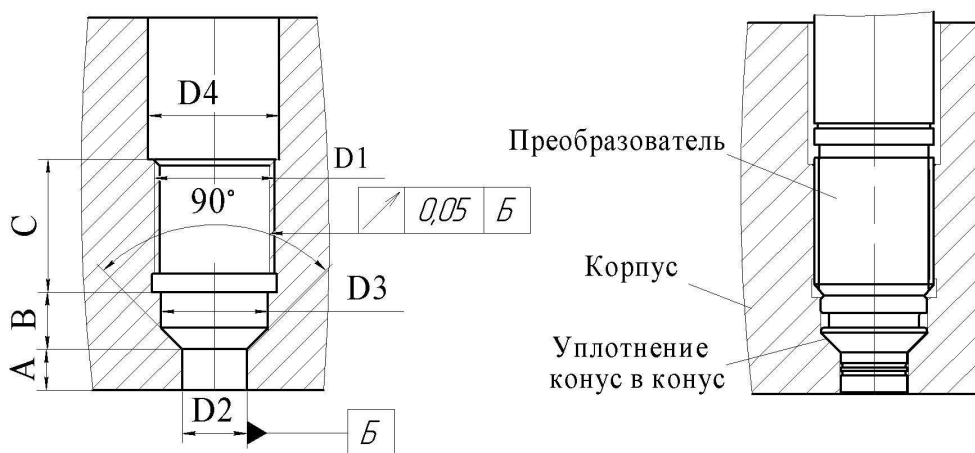 D4
D1
90°
0,05 Б
C
D3
B
A
D2
Б
Преобразователь
Корпус
Уплотнение
конус в конус